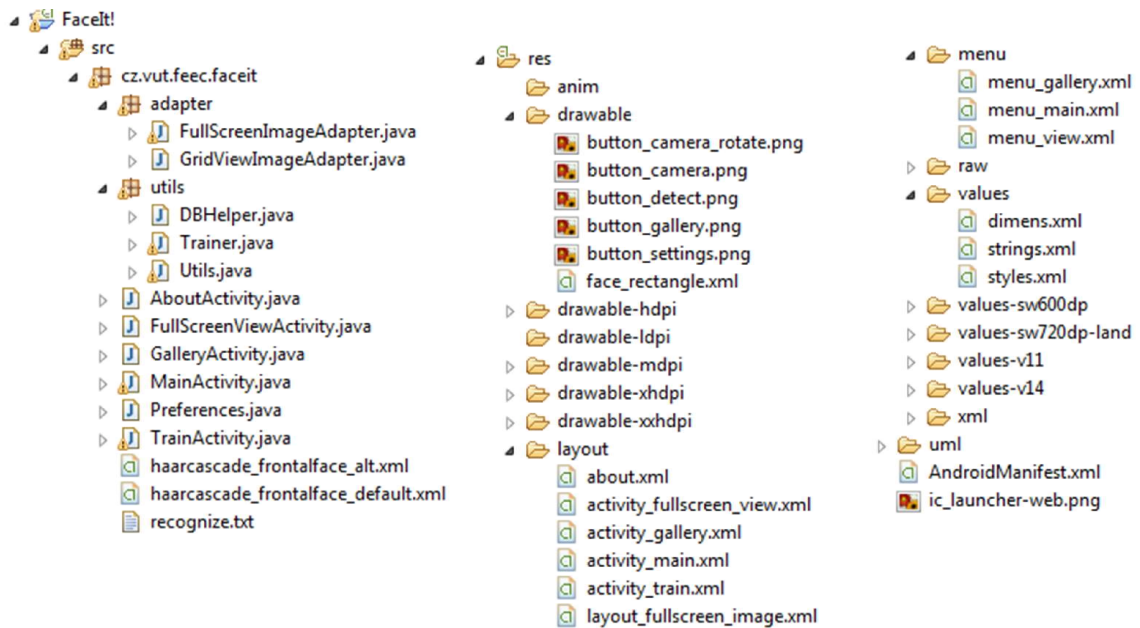 FaceIt!
src
cz.vut.feec.faceit
adapter
FullScreenImageAdapter.java
GridViewImageAdapter.java
utils
DBHelper.java
Trainer.java
Utils.java
AboutActivity.java
FullScreenViewActivity.java
GalleryActivity.java
MainActivity.java
Preferences.java
TrainActivity.java
haarcascade_frontalface_alt.xml
haarcascade_frontalface_default.xml
recognize.txt
res
anim
drawable
button_camera_rotate.png
button_camera.png
button_detect.png
button_gallery.png
button_settings.png
face_rectangle.xml
drawable-hdpi
drawable-ldpi
drawable-mdpi
drawable-xhdpi
drawable-xxhdpi
layout
about.xml
activity_fullscreen_view.xml
activity_gallery.xml
activity_main.xml
activity_train.xml
layout_fullscreen_image.xml
menu
menu_gallery.xml
menu_main.xml
menu_view.xml
raw
values
dimens.xml
strings.xml
styles.xml
values-sw600dp
values-sw720dp-land
values-v11
values-v14
xml
uml
AndroidManifest.xml
ic_launcher-web.png